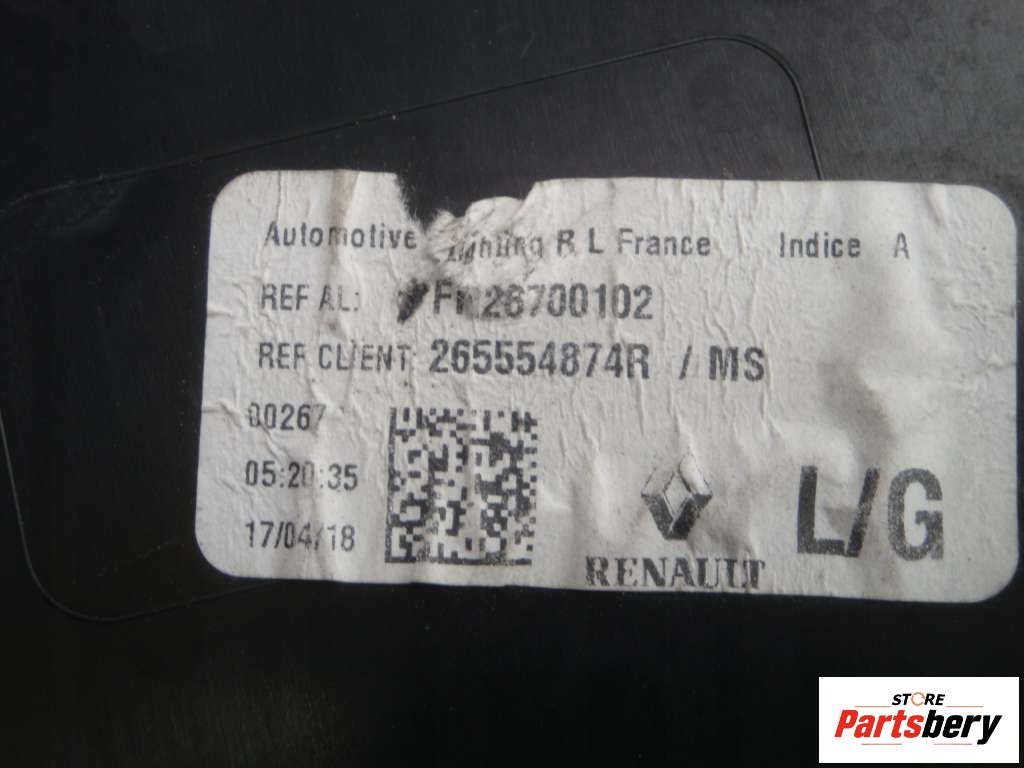 Automotive Lighting R L France Indice A
REF AL: 26700102
REF CLIENT: 265554874R / MS
00267
05:20:35
17/04/18
RENAULT
L/G
STORE
Partsbery